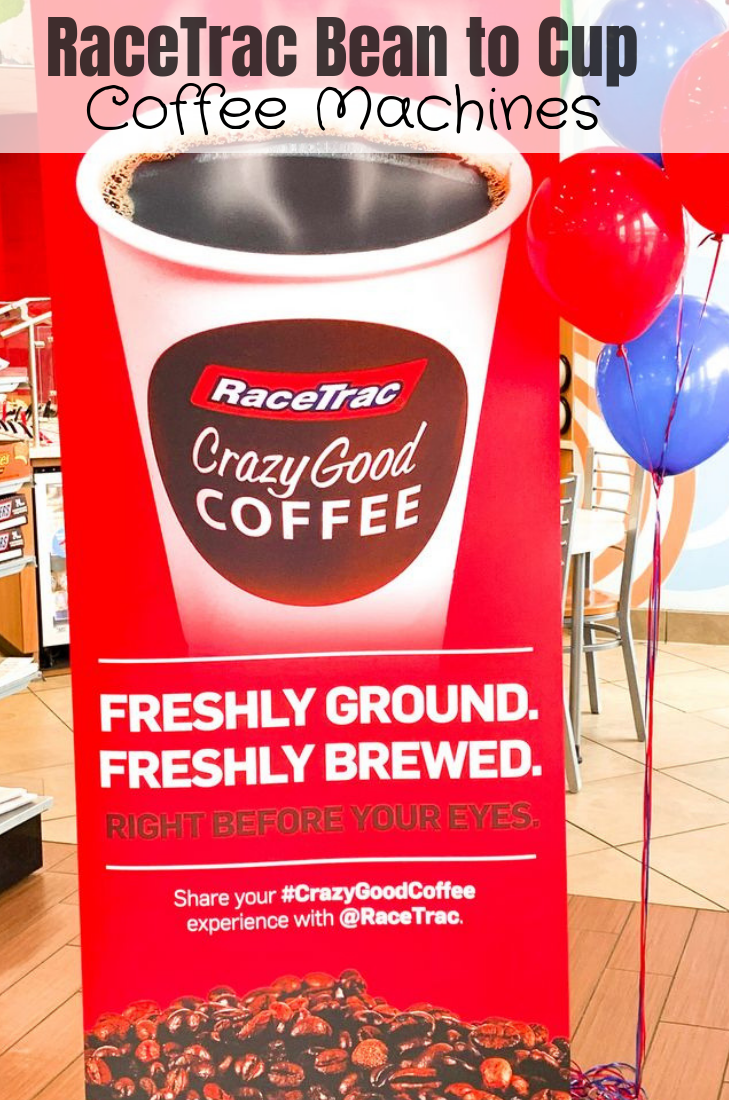 RaceTrac Bean to Cup
Coffee Machines
RaceTrac
Crazy Good
COFFEE
FRESHLY GROUND.
FRESHLY BREWED.
RIGHT BEFORE YOUR EYES.
Share your #CrazyGoodCoffee
experience with @RaceTrac.